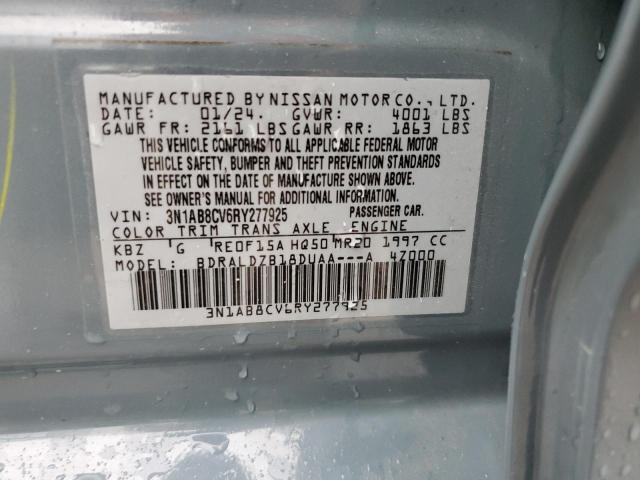 MANUFACTURED BY NISSAN MOTOR CO., LTD.
DATE: 01/24. GVWR: 4001 LBS
GAWR FR: 2161 LBS GAWR RR: 1863 LBS
THIS VEHICLE CONFORMS TO ALL APPLICABLE FEDERAL MOTOR
VEHICLE SAFETY, BUMPER AND THEFT PREVENTION STANDARDS
IN EFFECT ON THE DATE OF MANUFACTURE SHOWN ABOVE.
SEE OWNER'S MANUAL FOR ADDITIONAL INFORMATION.
VIN: 3N1AB8CV6RY277925 PASSENGER CAR.
COLOR TRIM TRANS AXLE ENGINE
KBZ G RE0F15A HQ50 MR20 1997 CC
MODEL: BDRALDZB18DUAA---A 4Z000
3N1AB8CV6RY277925